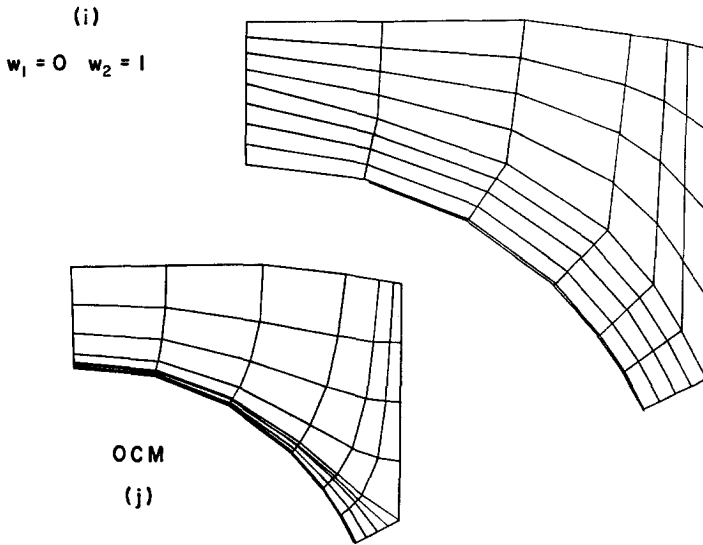 (i)
w₁ = 0 w₂ = 1
OCM
(j)